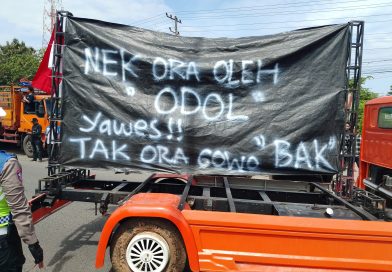 NEK ORA OLEH
" ODOL "
Yawes!!
TAK ORA GOWO "BAK"